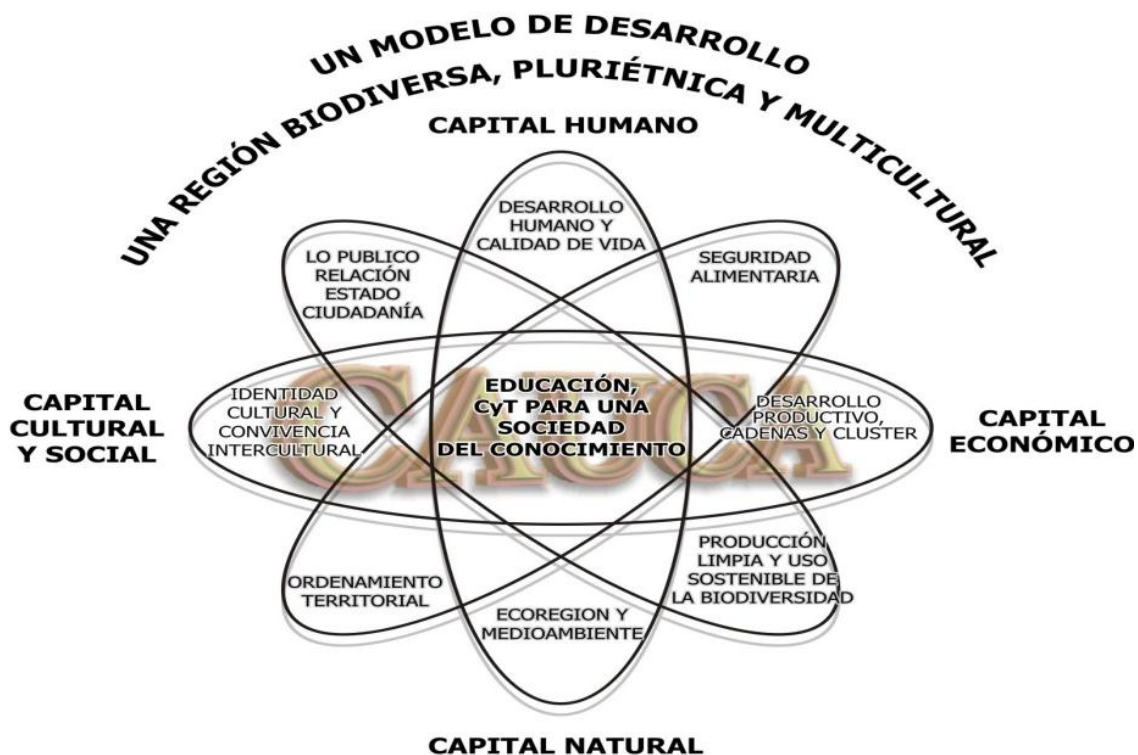 UN MODELO DE DESARROLLO
UNA REGIÓN BIODIVERSA, PLURIÉTNICA Y MULTICULTURAL
CAPITAL HUMANO
DESARROLLO
HUMANO Y
CALIDAD DE VIDA
LO PUBLICO
RELACIÓN
ESTADO
CIUDADANÍA
SEGURIDAD
ALIMENTARIA
CAPITAL
CULTURAL
Y SOCIAL
IDENTIDAD
CULTURAL Y
CONVIVENCIA
INTERCULTURAL
CAUCA
EDUCACIÓN,
CyT PARA UNA
SOCIEDAD
DEL CONOCIMIENTO
DESARROLLO
PRODUCTIVO,
CADENAS Y CLUSTER
CAPITAL
ECONÓMICO
ORDENAMIENTO
TERRITORIAL
ECOREGION Y
MEDIOAMBIENTE
PRODUCCIÓN
LIMPIA Y USO
SOSTENIBLE DE
LA BIODIVERSIDAD
CAPITAL NATURAL